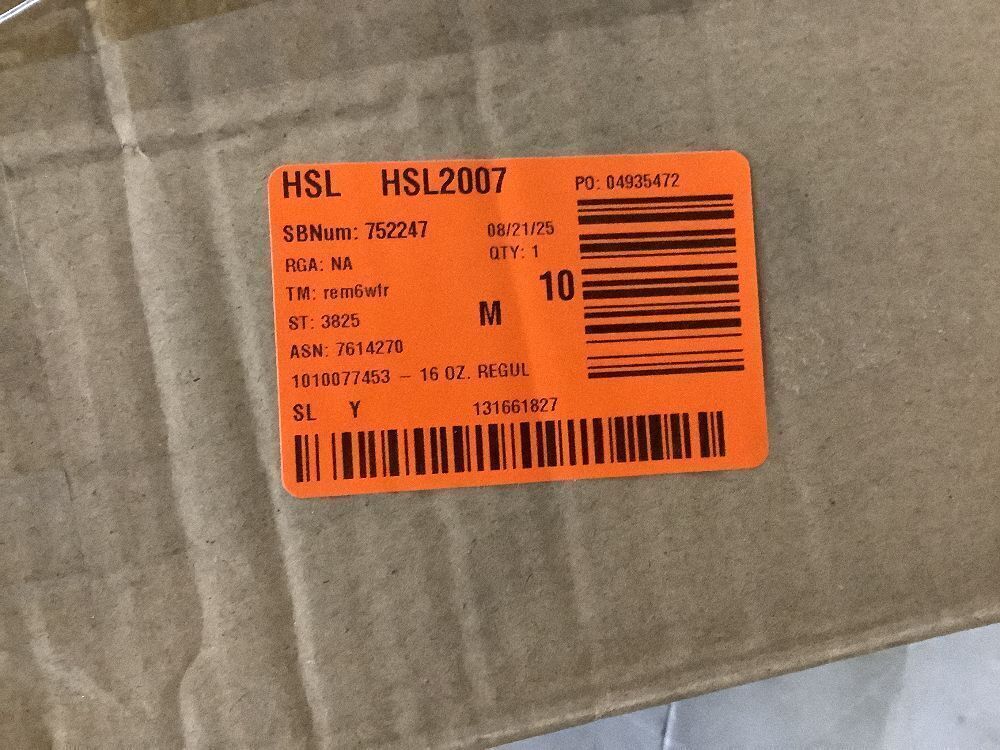 HSL HSL2007 PO: 04935472
SBNum: 752247 08/21/25
RGA: NA QTY: 1
TM: rem6wfr 10
ST: 3825 M
ASN: 7614270
1010077453 – 16 OZ. REGUL
SL Y 131661827